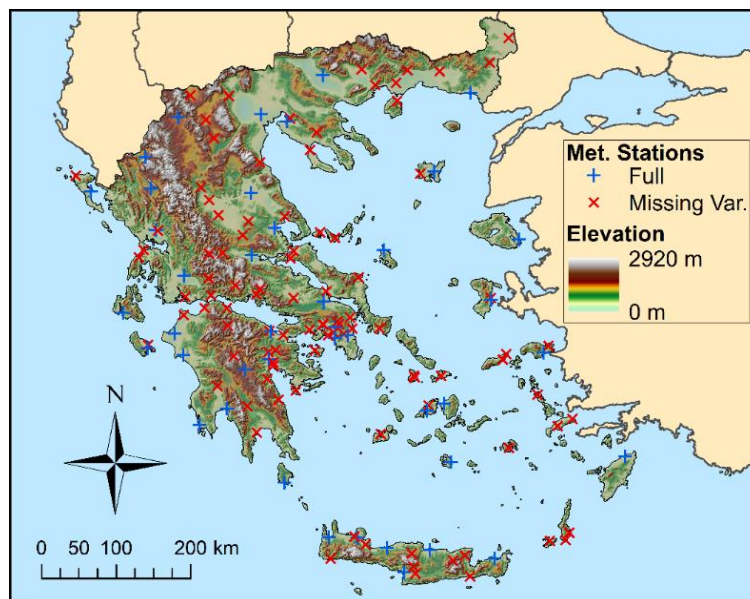 Met. Stations
Full
Missing Var.
Elevation
2920 m
0 m
N
0 50 100 200 km